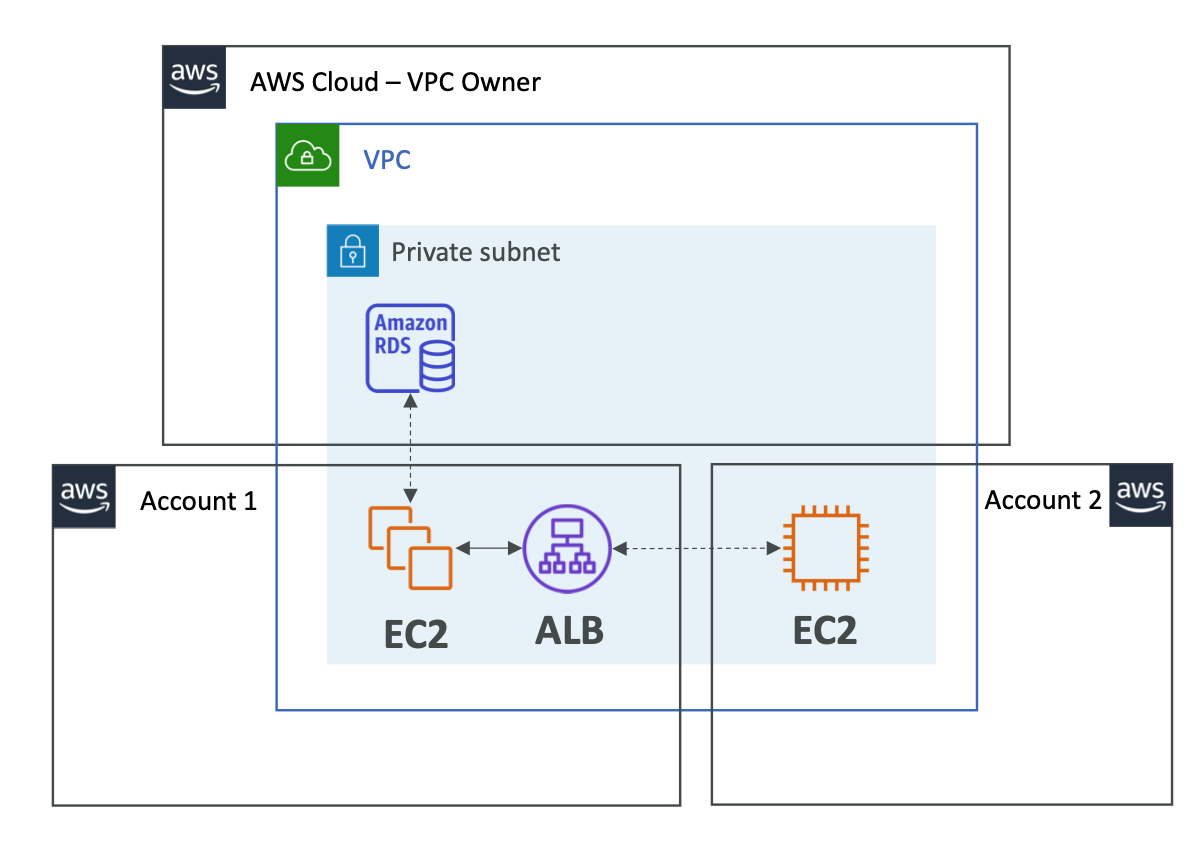 aws
AWS Cloud – VPC Owner
VPC
Private subnet
Amazon
RDS
aws
Account 1
Account 2
aws
EC2
ALB
EC2